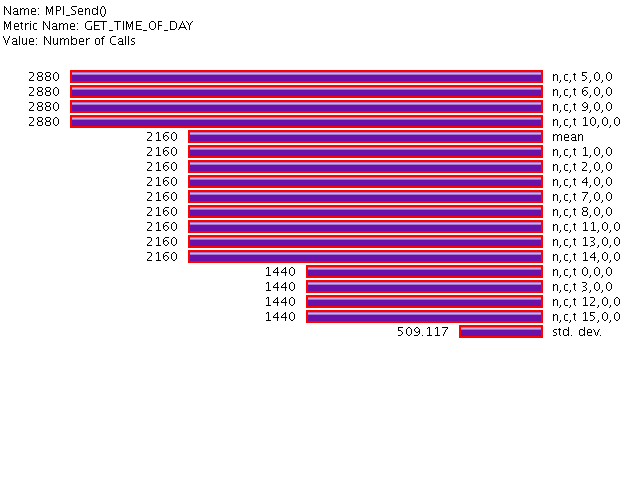 Name: MPI_Send()
Metric Name: GET_TIME_OF_DAY
Value: Number of Calls
2880 n,c,t 5,0,0
2880 n,c,t 6,0,0
2880 n,c,t 9,0,0
2880 n,c,t 10,0,0
2160 mean
2160 n,c,t 1,0,0
2160 n,c,t 2,0,0
2160 n,c,t 4,0,0
2160 n,c,t 7,0,0
2160 n,c,t 8,0,0
2160 n,c,t 11,0,0
2160 n,c,t 13,0,0
2160 n,c,t 14,0,0
1440 n,c,t 0,0,0
1440 n,c,t 3,0,0
1440 n,c,t 12,0,0
1440 n,c,t 15,0,0
509.117 std. dev.